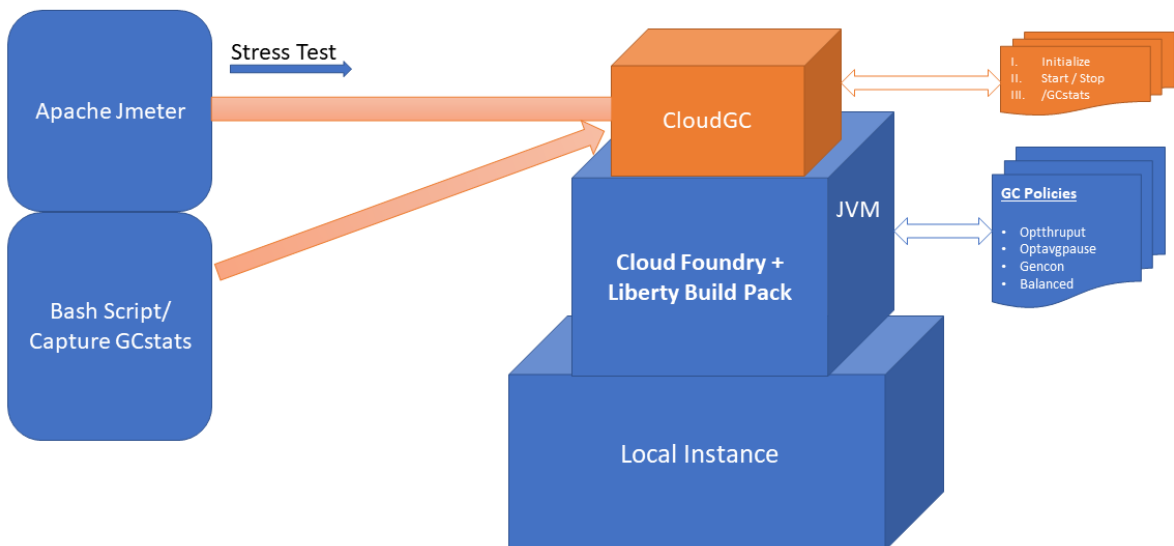 Stress Test
Apache Jmeter
Bash Script/
Capture GCstats
CloudGC
JVM
Cloud Foundry +
Liberty Build Pack
Local Instance
I. Initialize
II. Start / Stop
III. /GCstats
GC Policies
• Optthruput
• Optavgpause
• Gencon
• Balanced